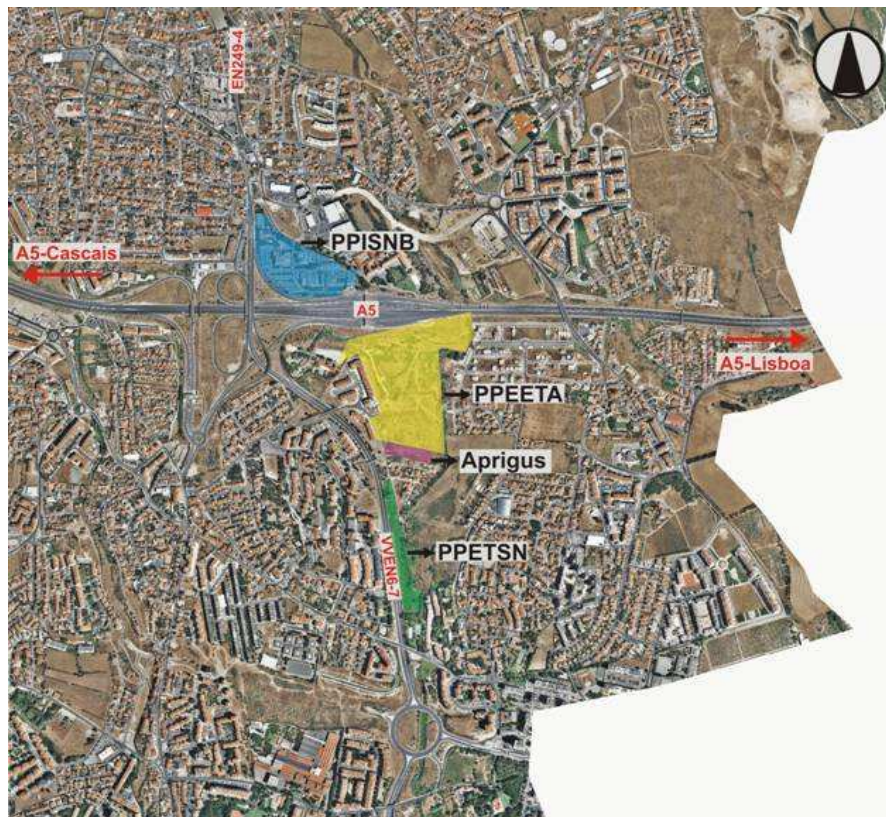 EN249-4
PPISNB
A5-Cascais
A5
A5-Lisboa
PPEETA
Aprigus
PPETSN
VVEN6-7